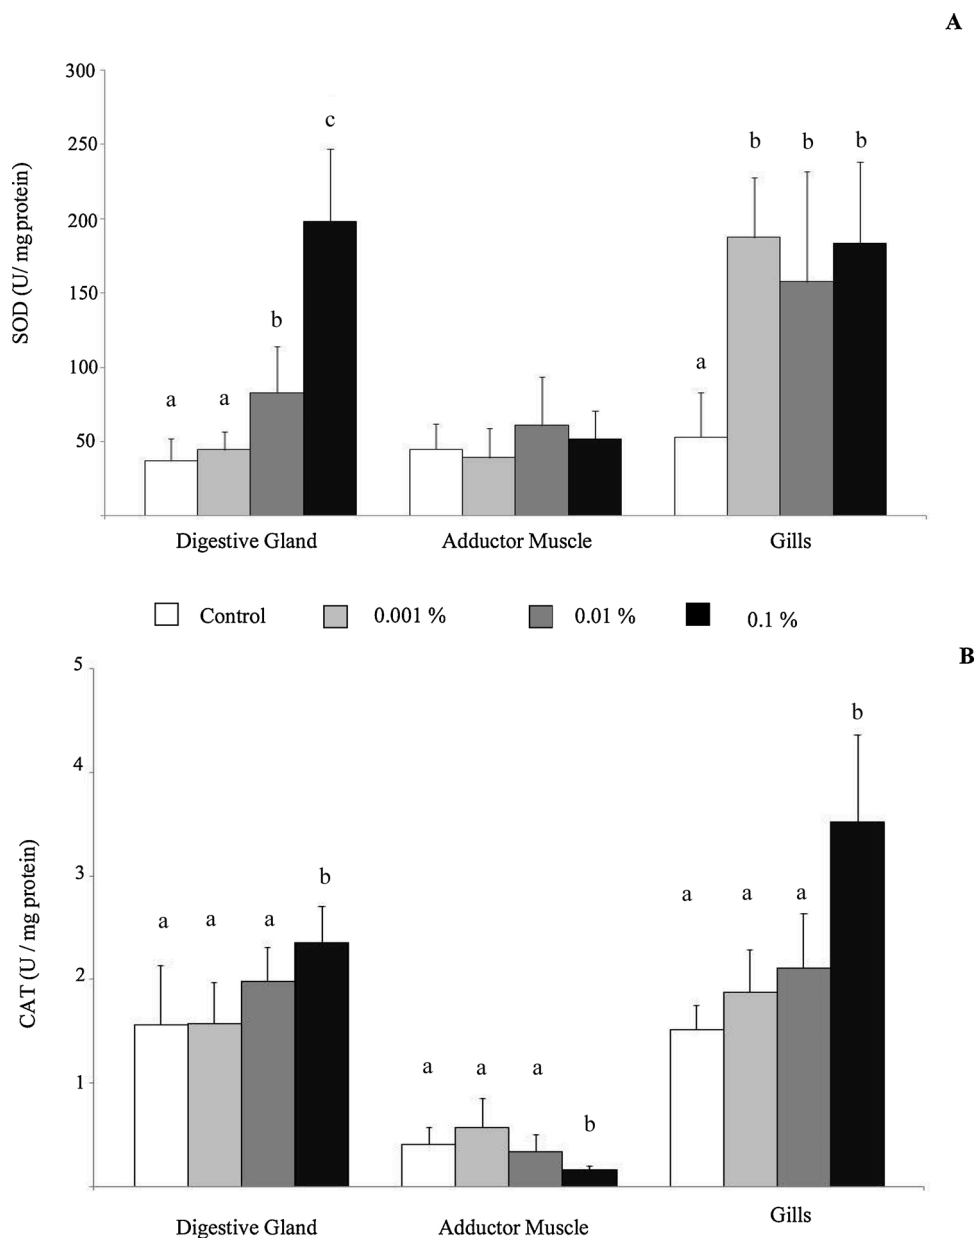 A
300
c
250
b b b
SOD (U/ mg protein)
200
150
b
100
a a a
50
Digestive Gland Adductor Muscle Gills
Control 0.001 % 0.01 % 0.1 %
B
5
b
4
CAT (U / mg protein)
3
b
a a a a a a
2
1
a a a
b
Digestive Gland Adductor Muscle Gills